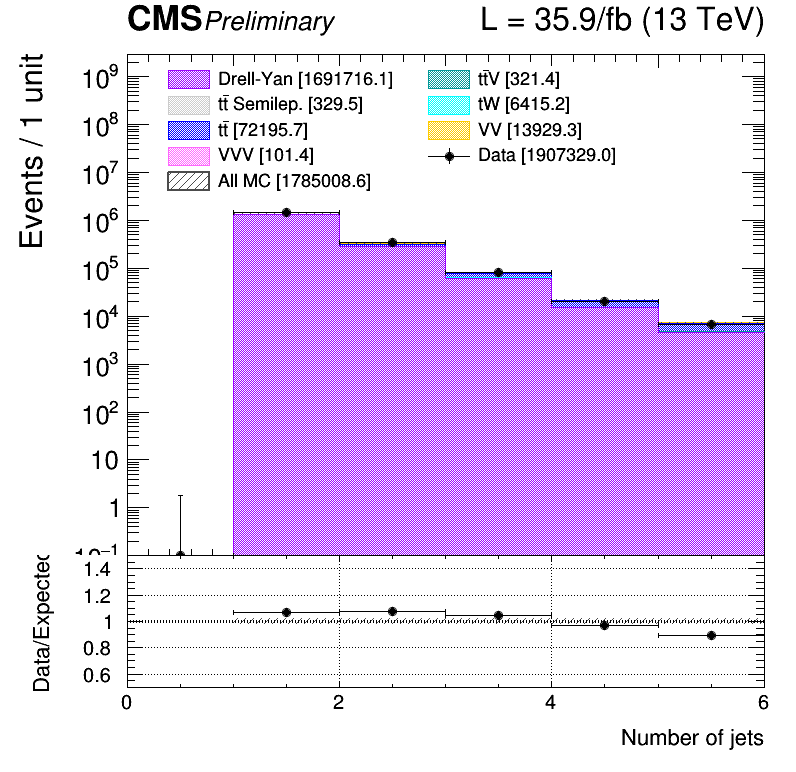 CMS Preliminary L = 35.9/fb (13 TeV)
Events / 1 unit
10⁹
10⁸
10⁷
10⁶
10⁵
10⁴
10³
10²
10
1
10⁻¹
Drell-Yan [1691716.1]
tt̄ Semilep. [329.5]
tt̄ [72195.7]
VVV [101.4]
All MC [1785008.6]
tt̄V [321.4]
tW [6415.2]
VV [13929.3]
Data [1907329.0]
Data/Expected
1.4
1.2
1
0.8
0.6
0 2 4 6
Number of jets